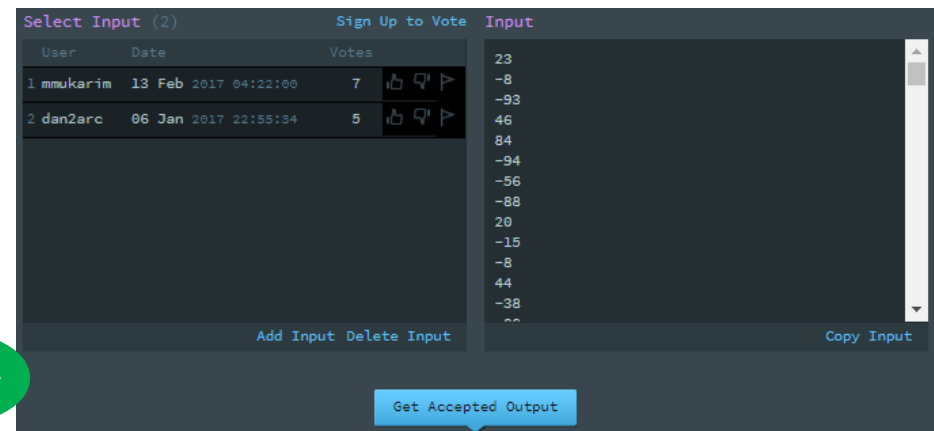 Select Input (2) Sign Up to Vote
User Date Votes
1 mmukarim 13 Feb 2017 04:22:00 7
2 dan2arc 06 Jan 2017 22:55:34 5
Add Input Delete Input
Input
23
-8
-93
46
84
-94
-56
-88
20
-15
-8
44
-38
Copy Input
Get Accepted Output